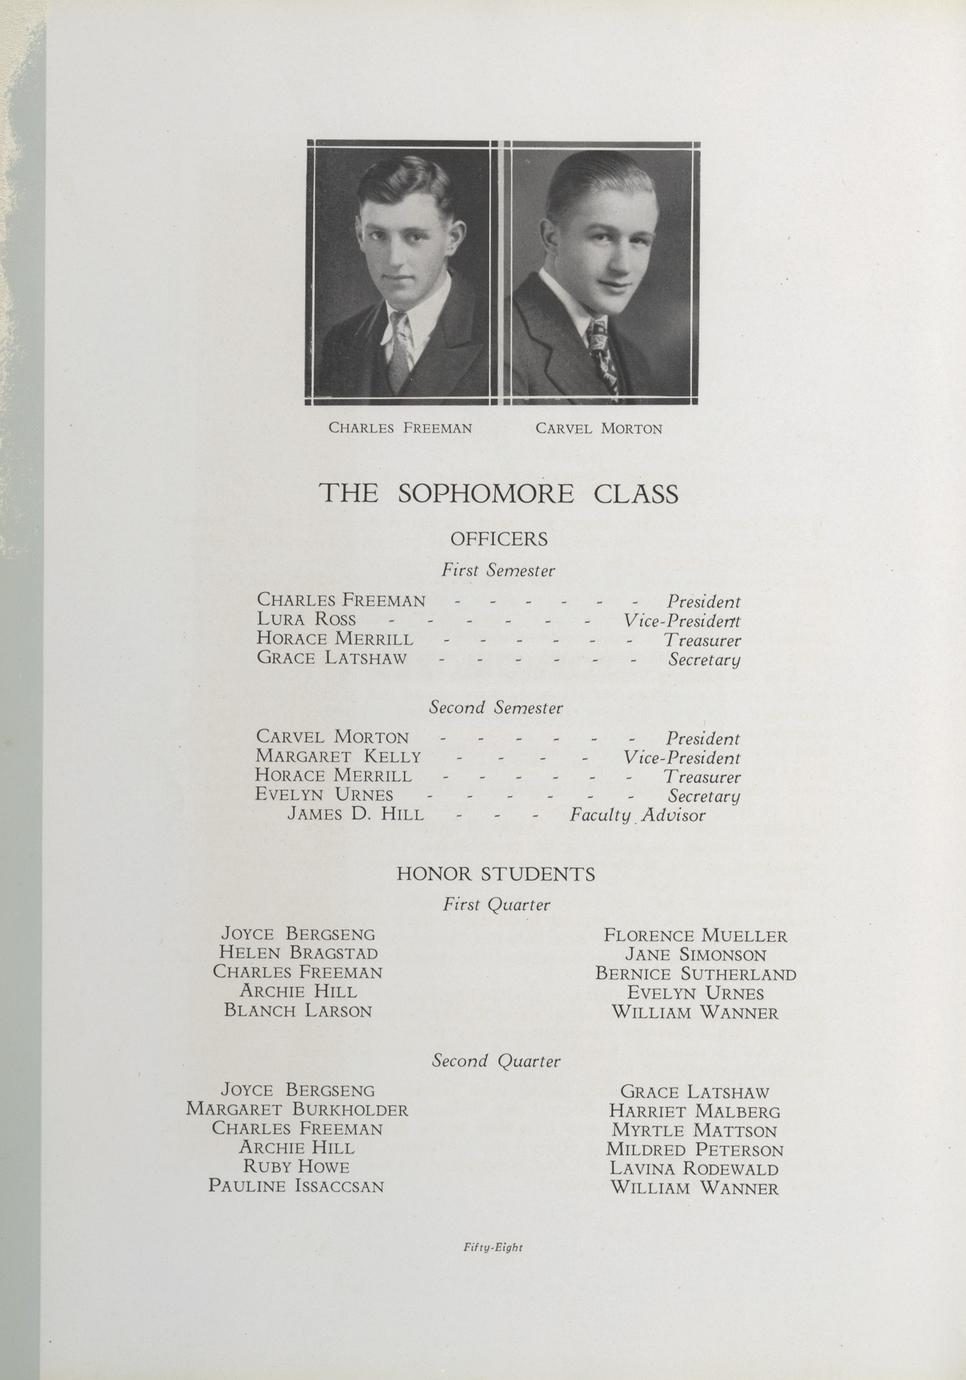 CHARLES FREEMAN CARVEL MORTON
THE SOPHOMORE CLASS
OFFICERS
First Semester
CHARLES FREEMAN - - - - - - President
LURA ROSS - - - - - - Vice-President
HORACE MERRILL - - - - - - Treasurer
GRACE LATSHAW - - - - - - Secretary
Second Semester
CARVEL MORTON - - - - - - President
MARGARET KELLY - - - - Vice-President
HORACE MERRILL - - - - - - Treasurer
EVELYN URNES - - - - - - Secretary
JAMES D. HILL - - - Faculty Advisor
HONOR STUDENTS
First Quarter
JOYCE BERGSENG
HELEN BRAGSTAD
CHARLES FREEMAN
ARCHIE HILL
BLANCH LARSON
FLORENCE MUELLER
JANE SIMONSON
BERNICE SUTHERLAND
EVELYN URNES
WILLIAM WANNER
Second Quarter
JOYCE BERGSENG
MARGARET BURKHOLDER
CHARLES FREEMAN
ARCHIE HILL
RUBY HOWE
PAULINE ISSACCSAN
GRACE LATSHAW
HARRIET MALBERG
MYRTLE MATTSON
MILDRED PETERSON
LAVINA RODEWALD
WILLIAM WANNER
Fifty-Eight